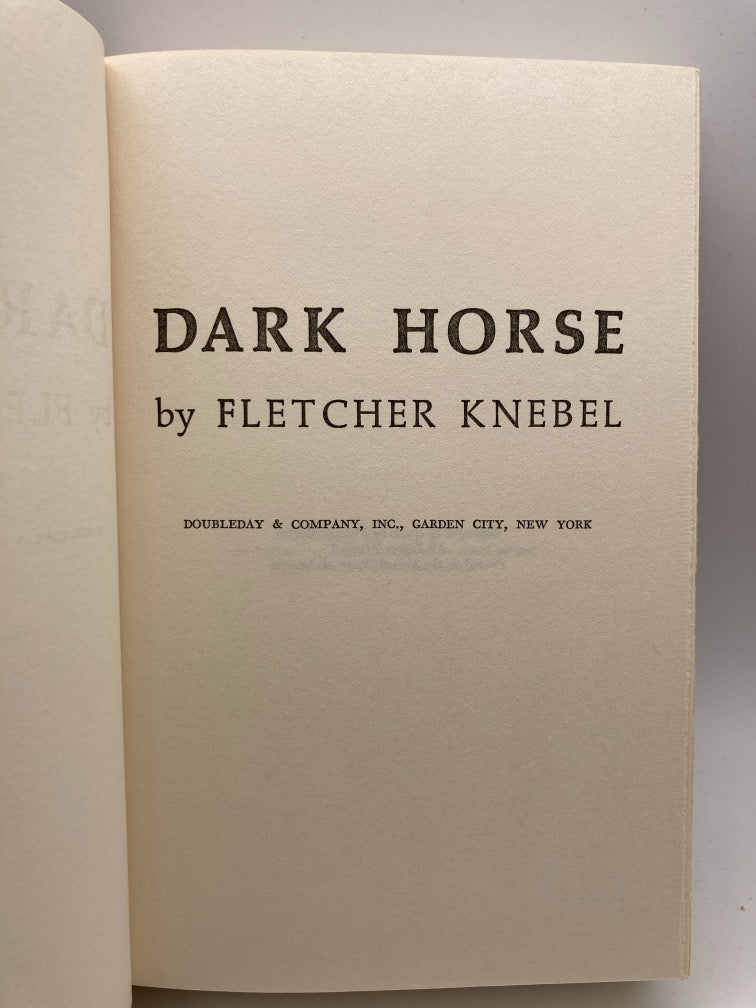 DARK HORSE
by FLETCHER KNEBEL
DOUBLEDAY & COMPANY, INC., GARDEN CITY, NEW YORK